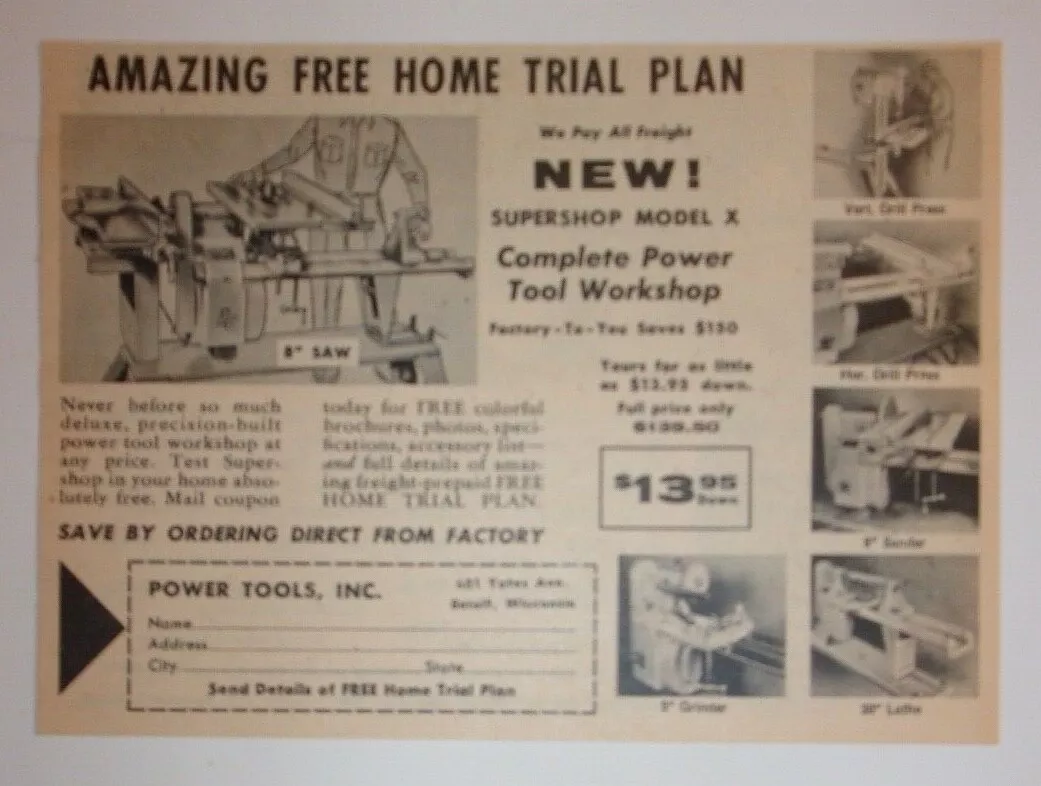 AMAZING FREE HOME TRIAL PLAN
8" SAW
We Pay All Freight
NEW!
SUPERSHOP MODEL X
Complete Power
Tool Workshop
Factory-To-You Saves $150
Yours for as little
as $13.95 down.
Full price only
$13 95
Down
Never before so much
deluxe, precision-built
power tool workshop at
any price. Test Super-
shop in your home abso-
lutely free. Mail coupon
today for FREE colorful
brochures, photos, speci-
fications, accessory list—
and full details of amaz-
ing freight-prepaid FREE
HOME TRIAL PLAN.
SAVE BY ORDERING DIRECT FROM FACTORY
POWER TOOLS, INC.
Yates Ave.
Beloit, Wisconsin
Name
Address
City State
Send Details of FREE Home Trial Plan
Vert. Drill Press
Hor. Drill Press
Sander
Grinder
Lathe